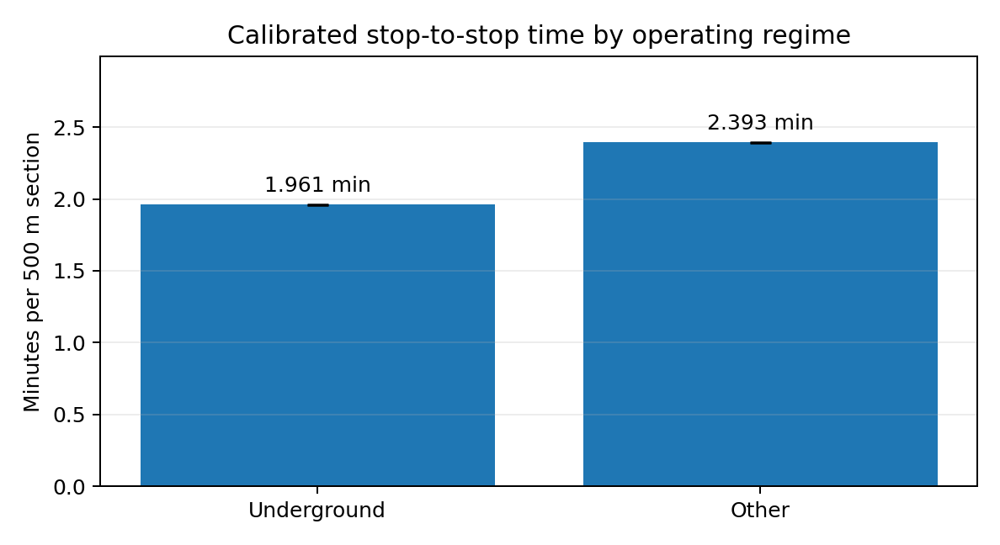 Calibrated stop-to-stop time by operating regime
Minutes per 500 m section
2.5
2.0
1.5
1.0
0.5
0.0
1.961 min
2.393 min
Underground
Other